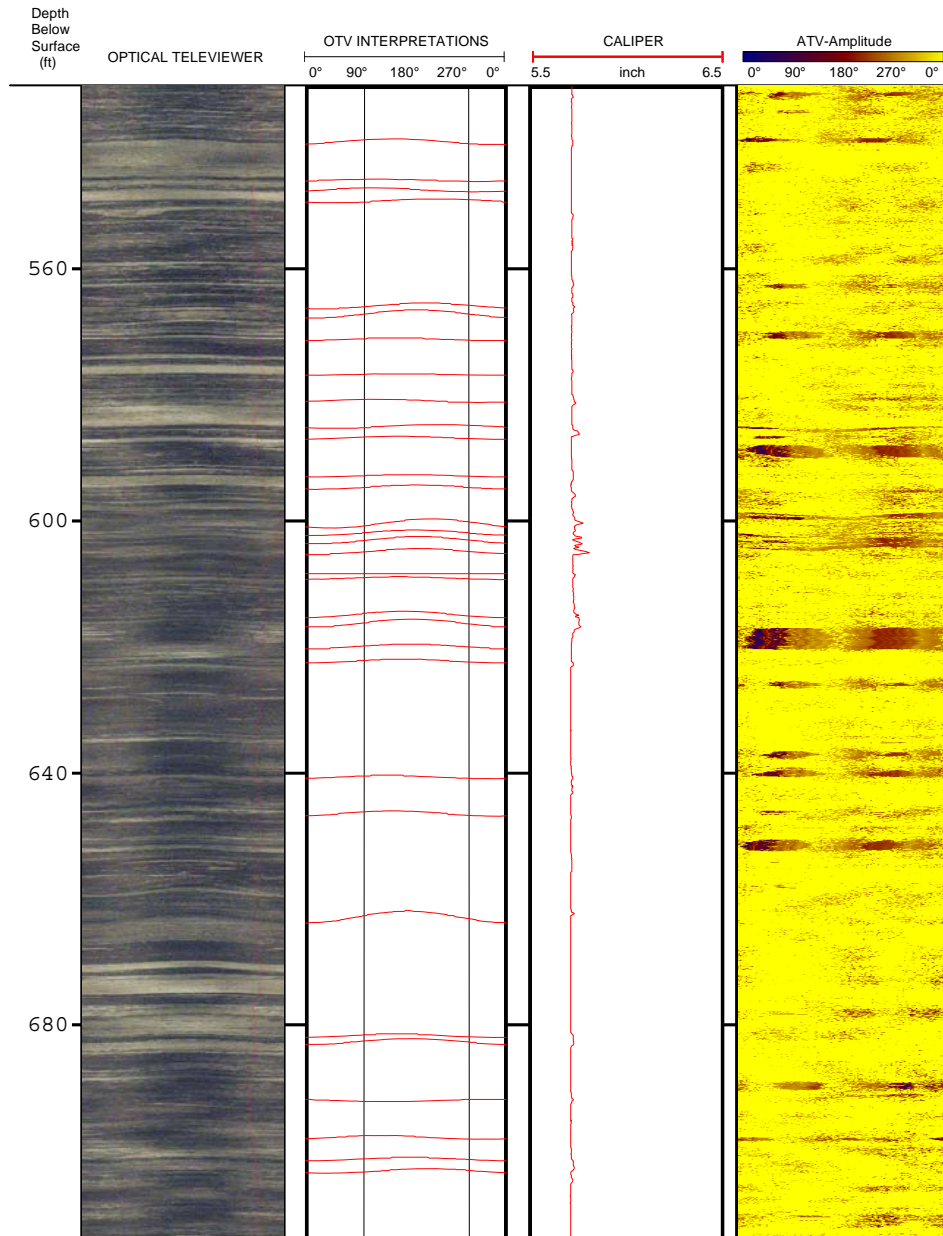 Depth
Below
Surface
(ft)
OPTICAL TELEVIEWER
OTV INTERPRETATIONS
0° 90° 180° 270° 0°
CALIPER
5.5 inch 6.5
ATV-Amplitude
0° 90° 180° 270° 0°
560
600
640
680